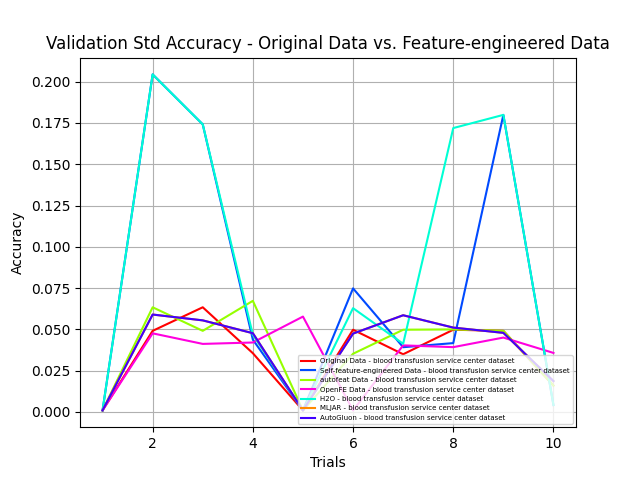 Validation Std Accuracy - Original Data vs. Feature-engineered Data
0.200
0.175
0.150
0.125
0.100
0.075
0.050
0.025
0.000
Accuracy
Original Data - blood transfusion service center dataset
Self-feature-engineered Data - blood transfusion service center dataset
autofeat Data - blood transfusion service center dataset
OpenFE Data - blood transfusion service center dataset
H2O - blood transfusion service center dataset
MLJAR - blood transfusion service center dataset
AutoGluon - blood transfusion service center dataset
2 4 6 8 10
Trials